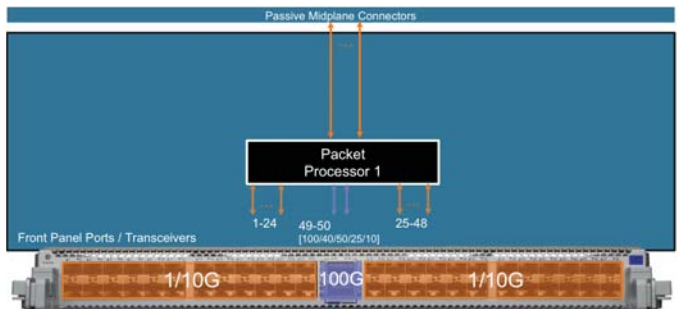 Passive Midplane Connectors
...
Packet
Processor 1
... ...
1-24 49-50 25-48
[100/40/50/25/10]
Front Panel Ports / Transceivers
1/10G 100G 1/10G